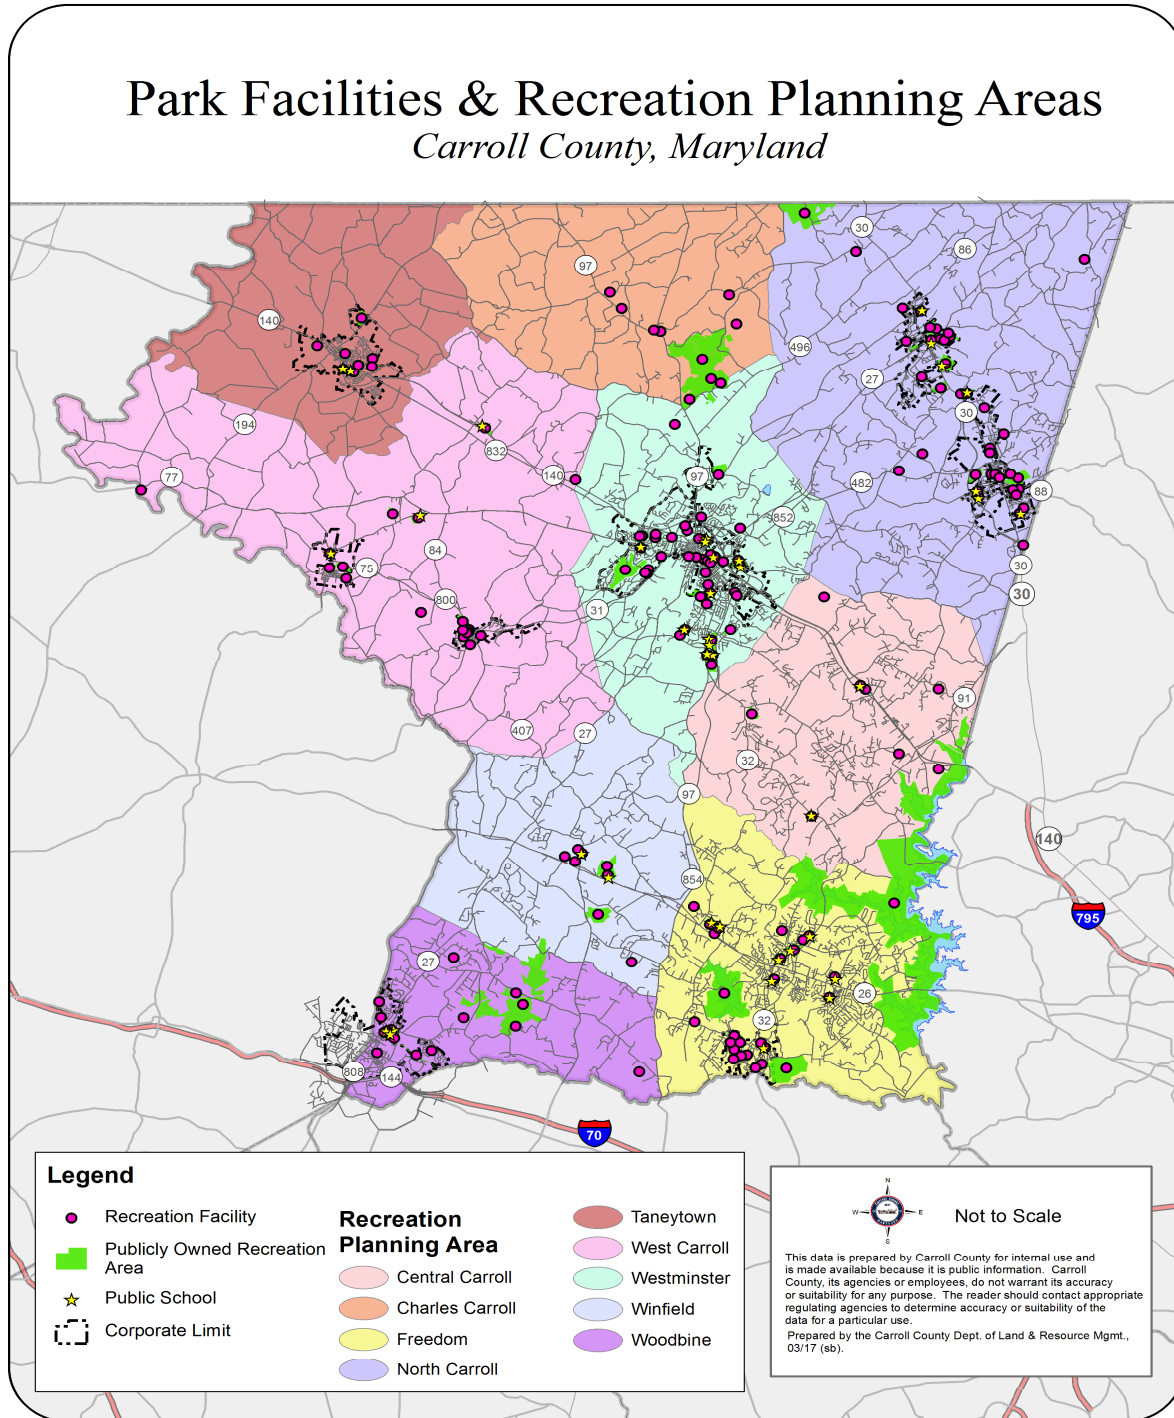 Park Facilities & Recreation Planning Areas
Carroll County, Maryland
30
86
97
140
496
27
30
194
832
77
140
97
482
88
852
84
75
30
800
31
30
91
407
27
32
97
140
854
795
27
26
32
808
144
70
Legend
Recreation Facility
Publicly Owned Recreation
Area
Public School
Corporate Limit
Recreation
Planning Area
Central Carroll
Charles Carroll
Freedom
North Carroll
Taneytown
West Carroll
Westminster
Winfield
Woodbine
N
W
E
S
Not to Scale
This data is prepared by Carroll County for internal use and
is made available because it is public information. Carroll
County, its agencies or employees, do not warrant its accuracy
or suitability for any purpose. The reader should contact appropriate
regulating agencies to determine accuracy or suitability of the
data for a particular use.
Prepared by the Carroll County Dept. of Land & Resource Mgmt.,
03/17 (sb).